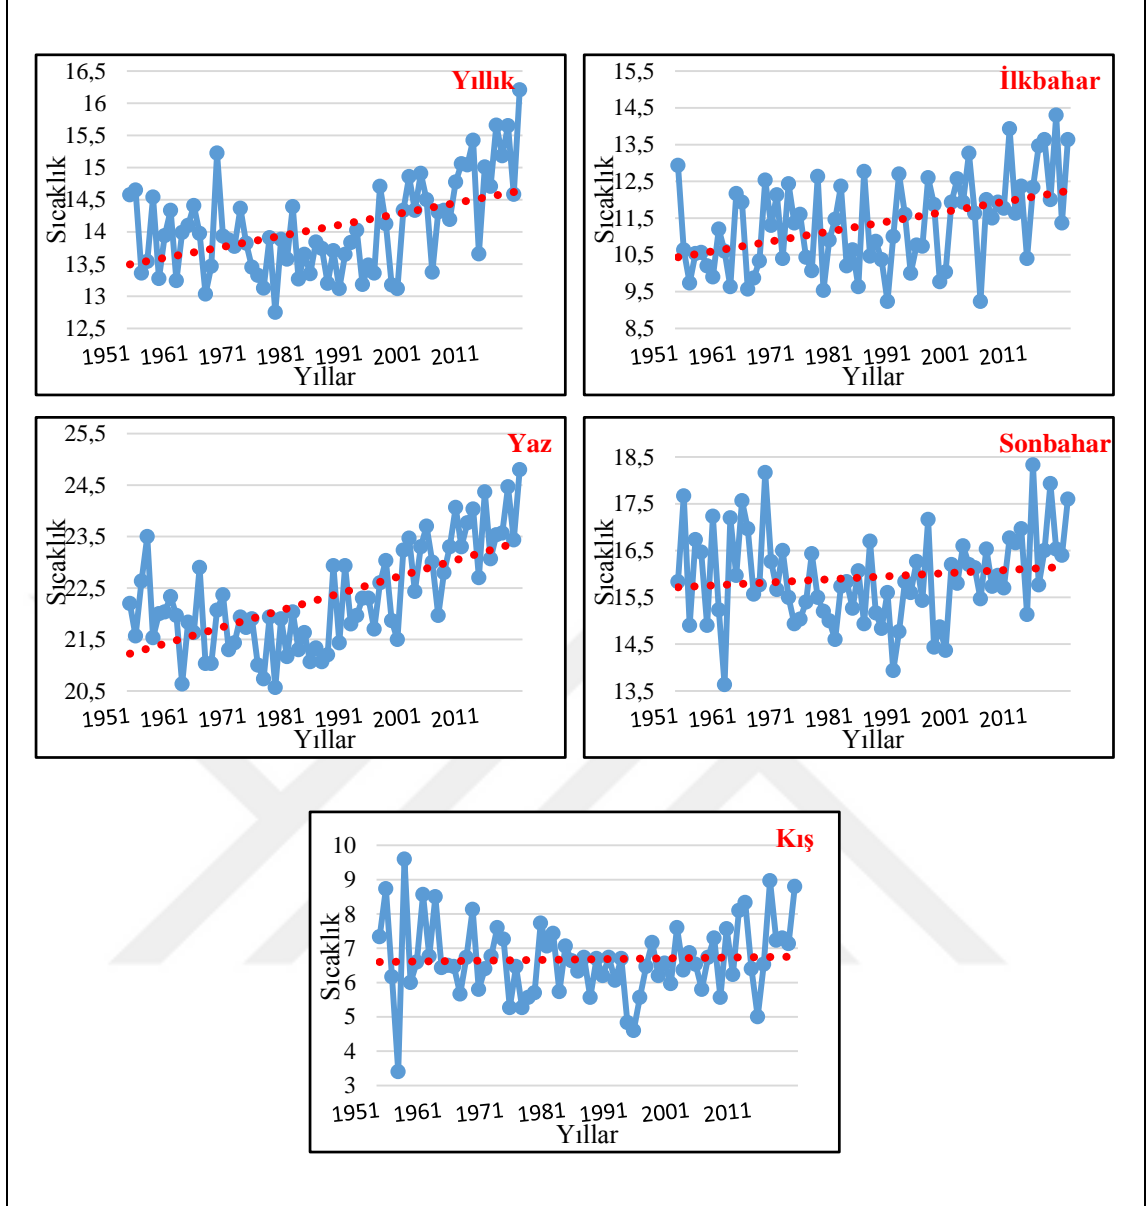 Yıllık
16,5
16
15,5
15
14,5
14
13,5
13
12,5
Sıcaklık
1951 1961 1971 1981 1991 2001 2011
Yıllar
İlkbahar
15,5
14,5
13,5
12,5
11,5
10,5
9,5
8,5
Sıcaklık
1951 1961 1971 1981 1991 2001 2011
Yıllar
Yaz
25,5
24,5
23,5
22,5
21,5
20,5
Sıcaklık
1951 1961 1971 1981 1991 2001 2011
Yıllar
Sonbahar
18,5
17,5
16,5
15,5
14,5
13,5
Sıcaklık
1951 1961 1971 1981 1991 2001 2011
Yıllar
Kış
10
9
8
7
6
5
4
3
Sıcaklık
1951 1961 1971 1981 1991 2001 2011
Yıllar